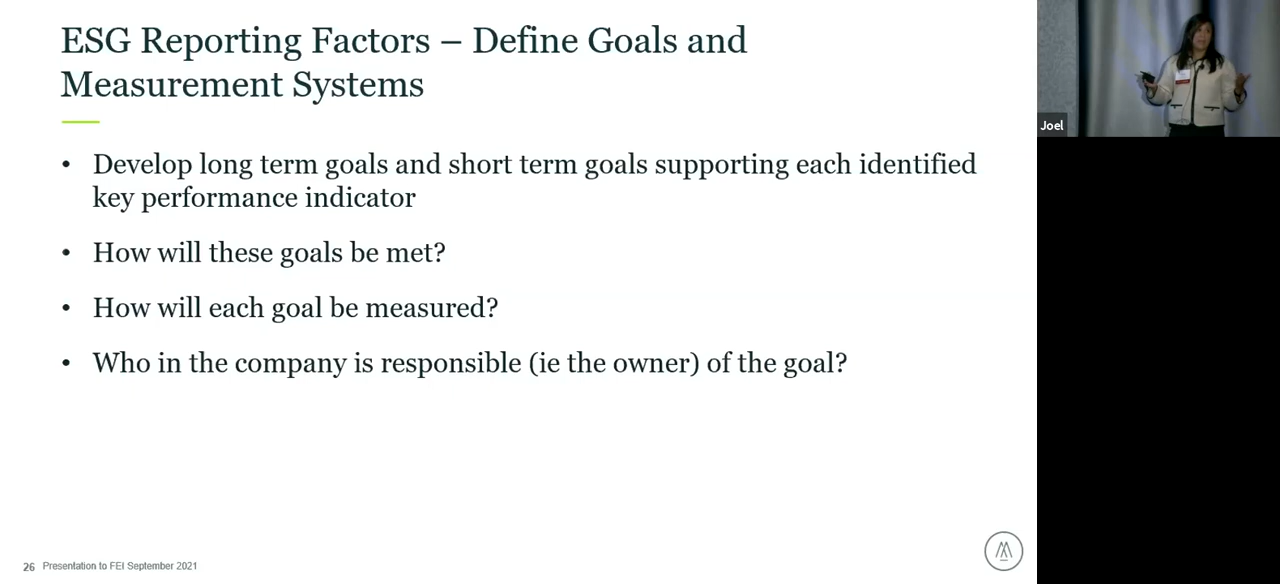 ESG Reporting Factors – Define Goals and
Measurement Systems
• Develop long term goals and short term goals supporting each identified
key performance indicator
• How will these goals be met?
• How will each goal be measured?
• Who in the company is responsible (ie the owner) of the goal?
26 Presentation to FEI September 2021
Joel